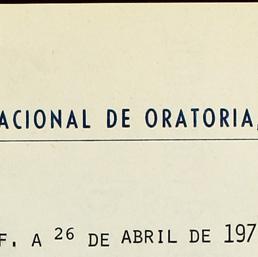 ACIONAL DE ORATORIA,
F. A 26 DE ABRIL DE 197